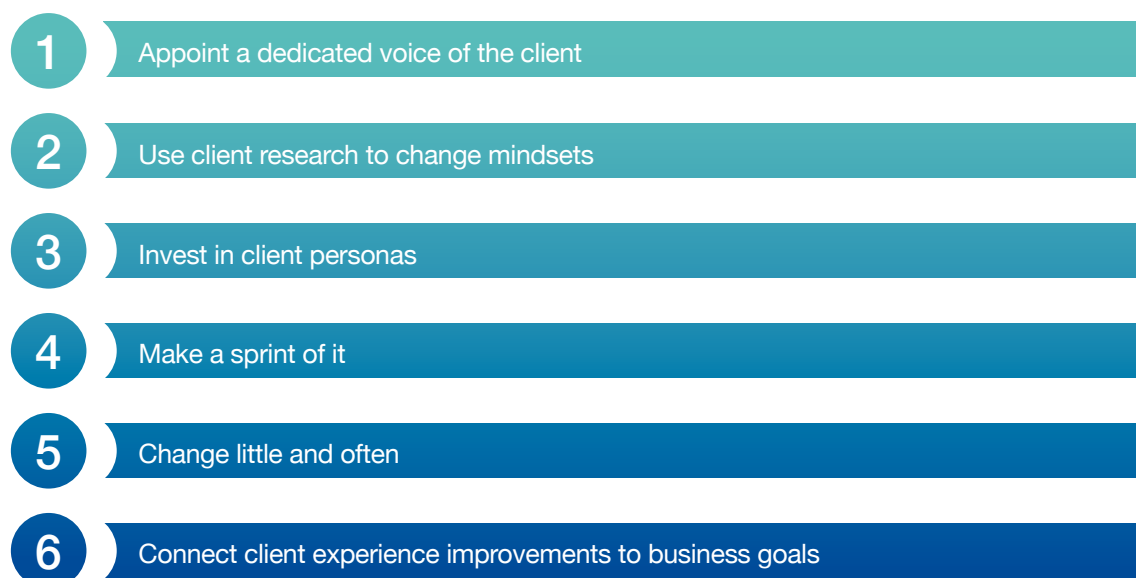 1 Appoint a dedicated voice of the client
2 Use client research to change mindsets
3 Invest in client personas
4 Make a sprint of it
5 Change little and often
6 Connect client experience improvements to business goals